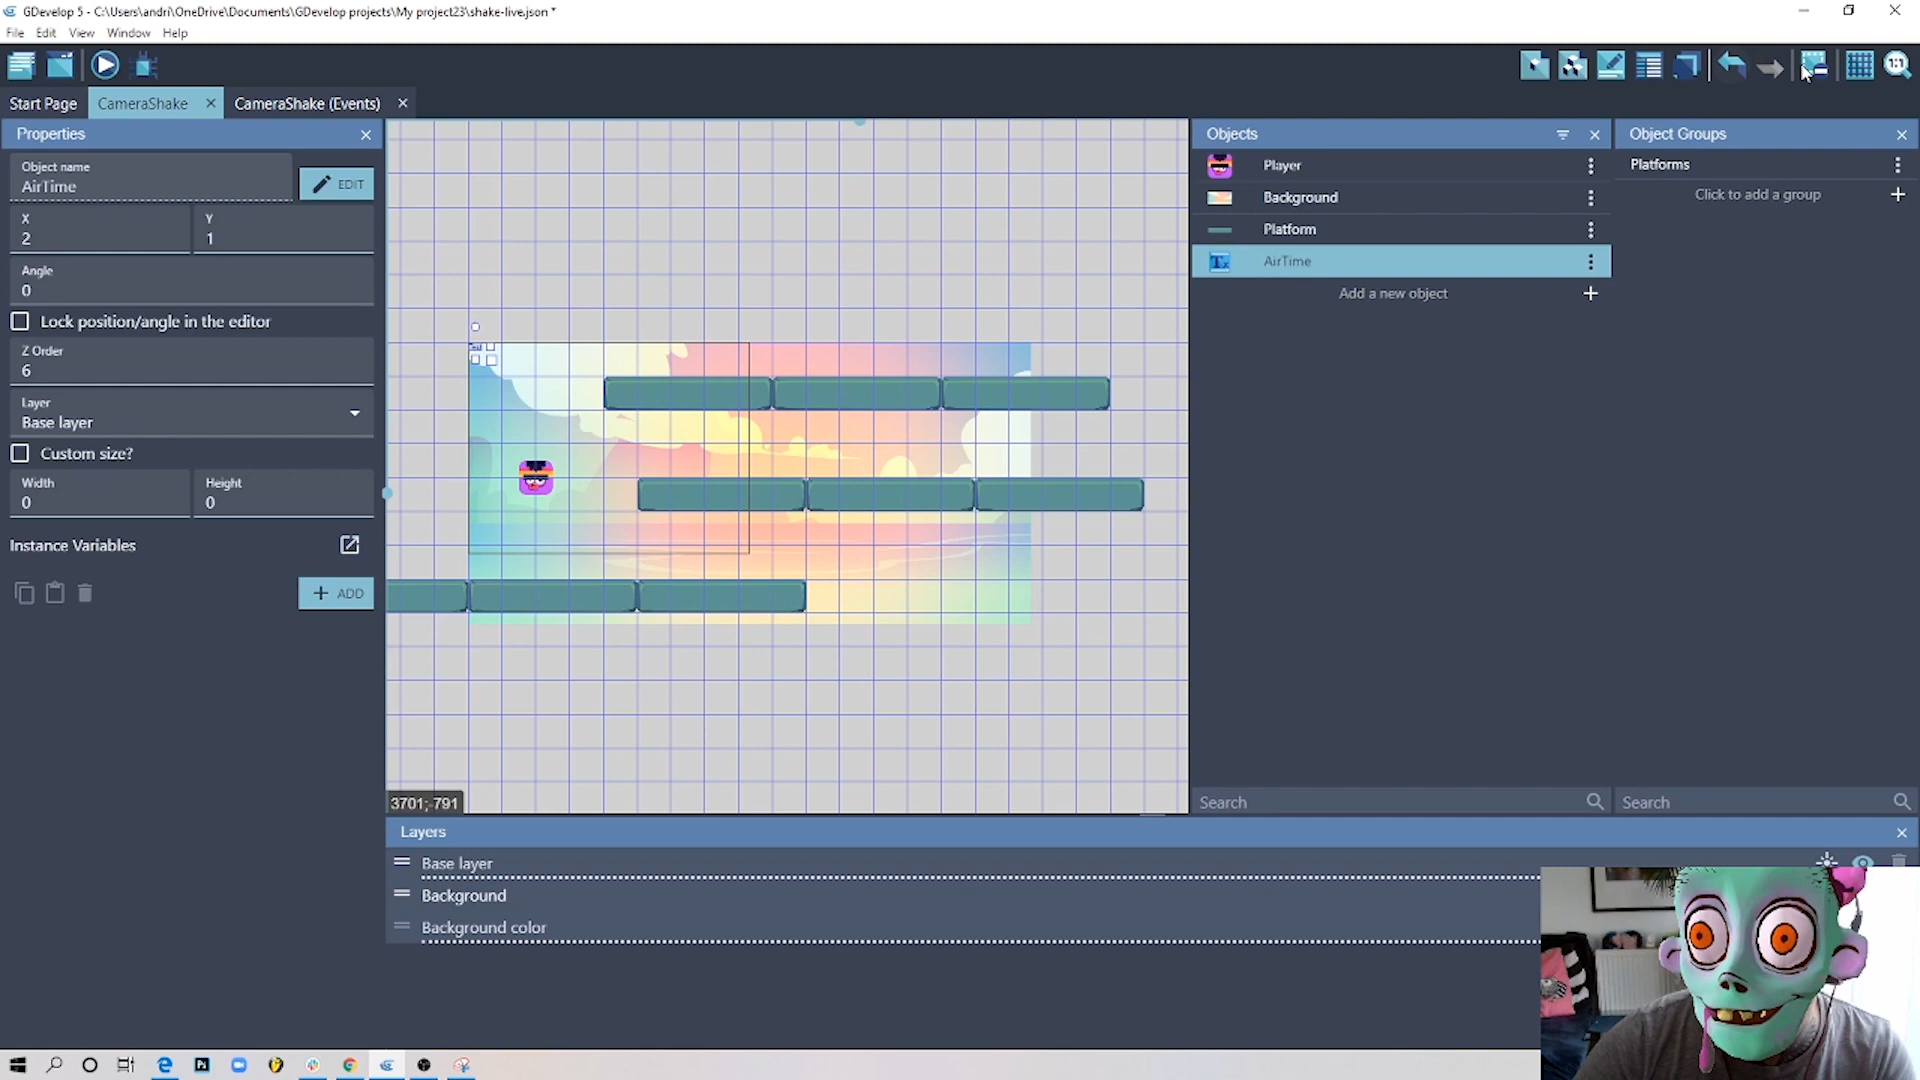 GDevelop 5 - C:\Users\andri\OneDrive\Documents\GDevelop projects\My project23\shake-live.json *
File Edit View Window Help
Start Page CameraShake CameraShake (Events)
Properties
Object name
AirTime
EDIT
X Y
2 1
Angle
0
Lock position/angle in the editor
Z Order
6
Layer
Base layer
Custom size?
Width Height
0 0
Instance Variables
ADD
3701;-791
Objects
Player
Background
Platform
Tx AirTime
Add a new object
Search
Object Groups
Platforms
Click to add a group
Search
1:1
Layers
Base layer
Background
Background color